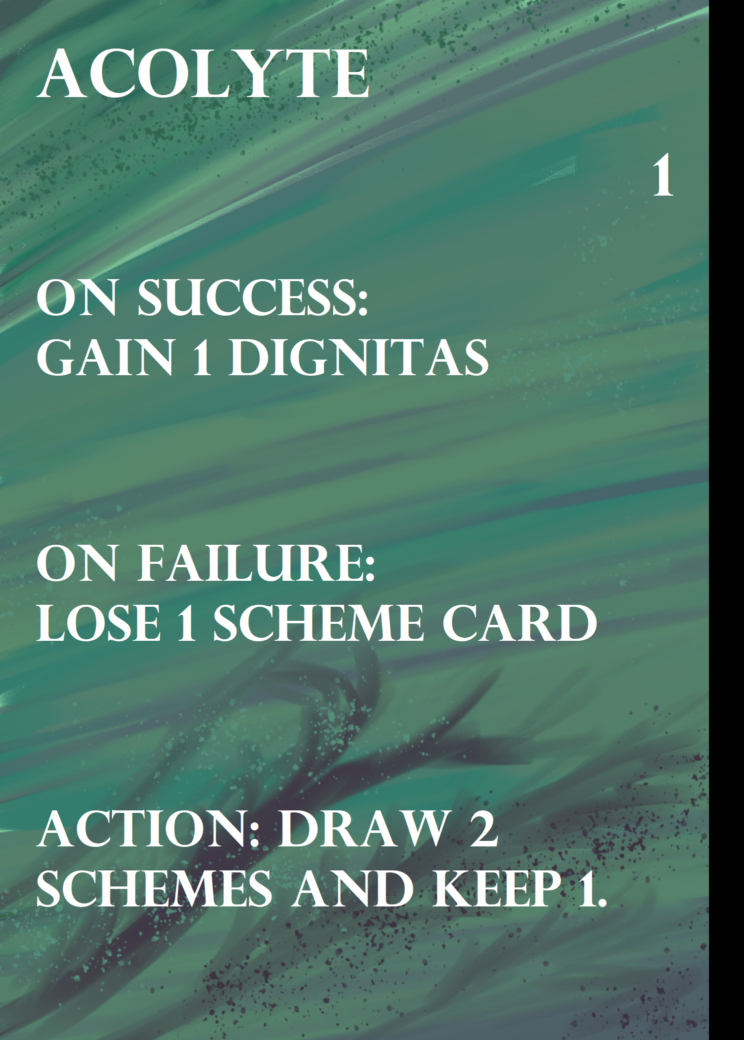 ACOLYTE
1
ON SUCCESS:
GAIN 1 DIGNITAS
ON FAILURE:
LOSE 1 SCHEME CARD
ACTION: DRAW 2
SCHEMES AND KEEP 1.